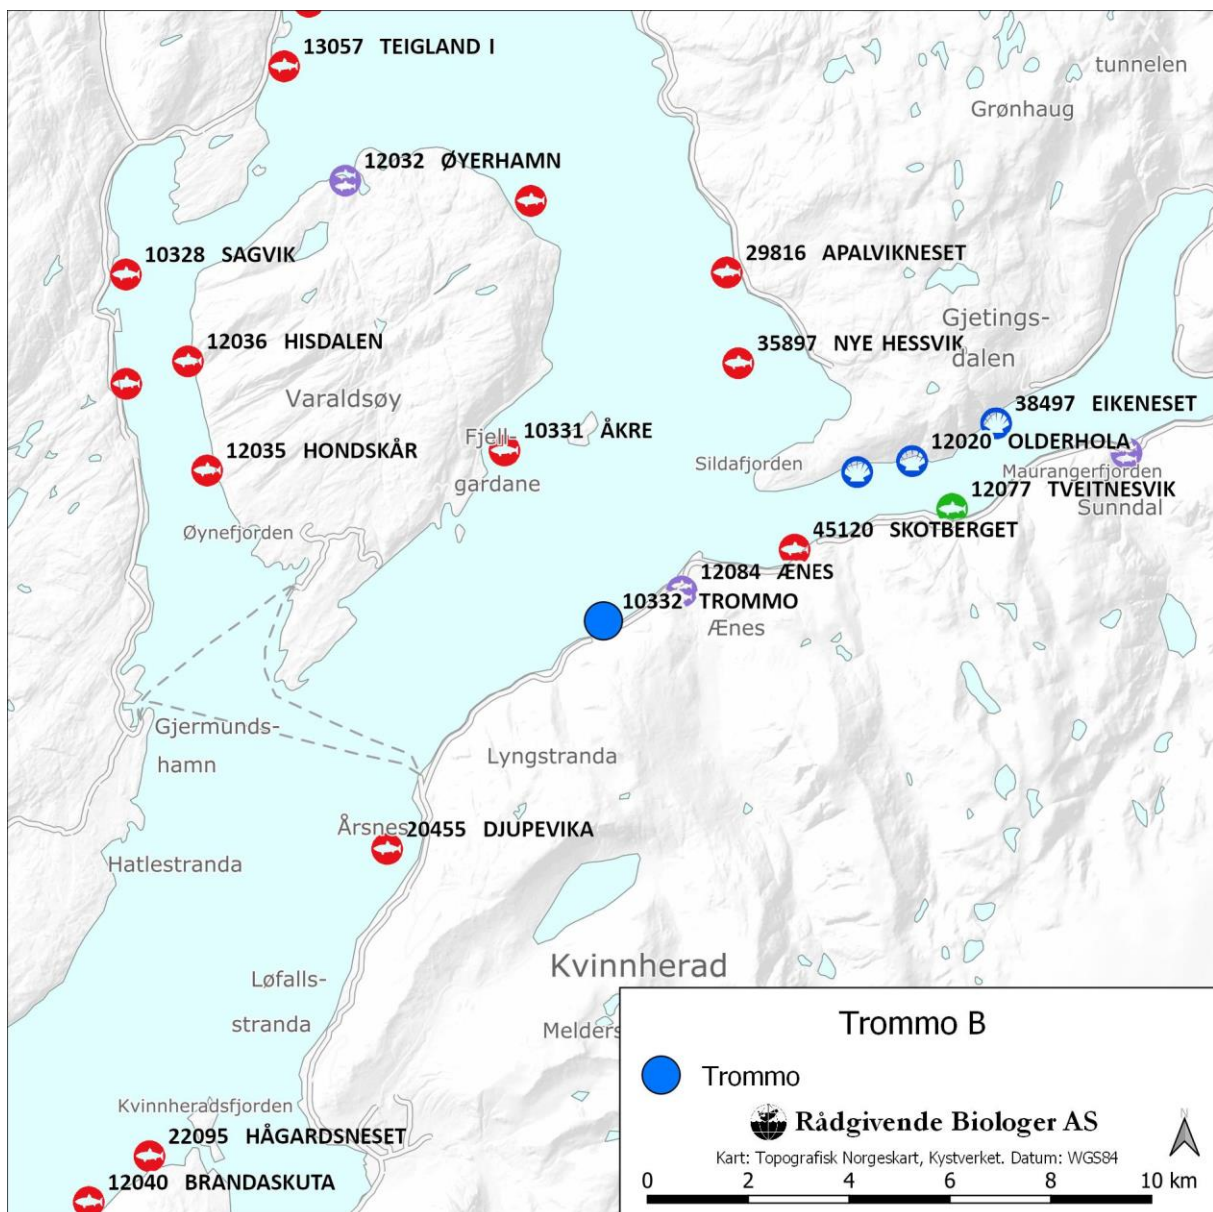 13057 TEIGLAND I
tunnelen
Grønhaug
12032 ØYERHAMN
10328 SAGVIK
29816 APALVIKNESET
Gjetings-
dalen
12036 HISDALEN
35897 NYE HESSVIK
Varaldsøy
38497 EIKENESET
Fjell-
gardane
10331 ÅKRE
12020 OLDERHOLA
12035 HONDSKÅR
Sildafjorden
Maurangerfjorden
12077 TVEITNESVIK
Sunndal
Øynefjorden
45120 SKOTBERGET
12084 ÆNES
10332 TROMMO
Ænes
Gjermunds-
hamn
Lyngstranda
Årsnes
20455 DJUPEVIKA
Hatlestranda
Kvinnherad
Løfalls-
stranda
Melders
Kvinnheradsfjorden
22095 HÅGARDSNESET
12040 BRANDASKUTA
Trommo B
Trommo
Rådgivende Biologer AS
N
Kart: Topografisk Norgeskart, Kystverket. Datum: WGS84
0 2 4 6 8 10 km